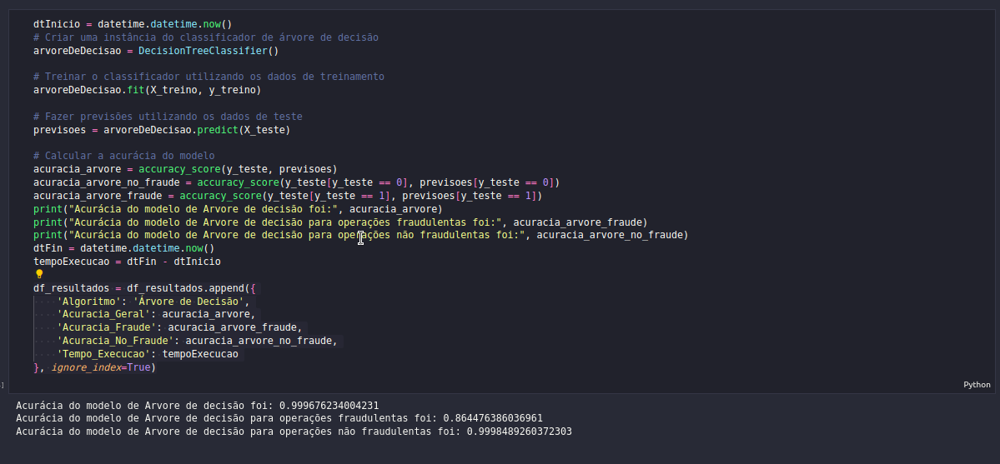 dtInicio = datetime.datetime.now()
# Criar uma instância do classificador de árvore de decisão
arvoreDeDecisao = DecisionTreeClassifier()
# Treinar o classificador utilizando os dados de treinamento
arvoreDeDecisao.fit(X_treino, y_treino)
# Fazer previsões utilizando os dados de teste
previsoes = arvoreDeDecisao.predict(X_teste)
# Calcular a acurácia do modelo
acuracia_arvore = accuracy_score(y_teste, previsoes)
acuracia_arvore_no_fraude = accuracy_score(y_teste[y_teste == 0], previsoes[y_teste == 0])
acuracia_arvore_fraude = accuracy_score(y_teste[y_teste == 1], previsoes[y_teste == 1])
print("Acurácia do modelo de Arvore de decisão foi:", acuracia_arvore)
print("Acurácia do modelo de Arvore de decisão para operações fraudulentas foi:", acuracia_arvore_fraude)
print("Acurácia do modelo de Arvore de decisão para operações não fraudulentas foi:", acuracia_arvore_no_fraude)
dtFin = datetime.datetime.now()
tempoExecucao = dtFin - dtInicio
df_resultados = df_resultados.append({
    'Algoritmo': 'Árvore de Decisão',
    'Acuracia_Geral': acuracia_arvore,
    'Acuracia_Fraude': acuracia_arvore_fraude,
    'Acuracia_No_Fraude': acuracia_arvore_no_fraude,
    'Tempo_Execucao': tempoExecucao
}, ignore_index=True)
]
Python
Acurácia do modelo de Arvore de decisão foi: 0.999676234004231
Acurácia do modelo de Arvore de decisão para operações fraudulentas foi: 0.864476386036961
Acurácia do modelo de Arvore de decisão para operações não fraudulentas foi: 0.9998489260372303